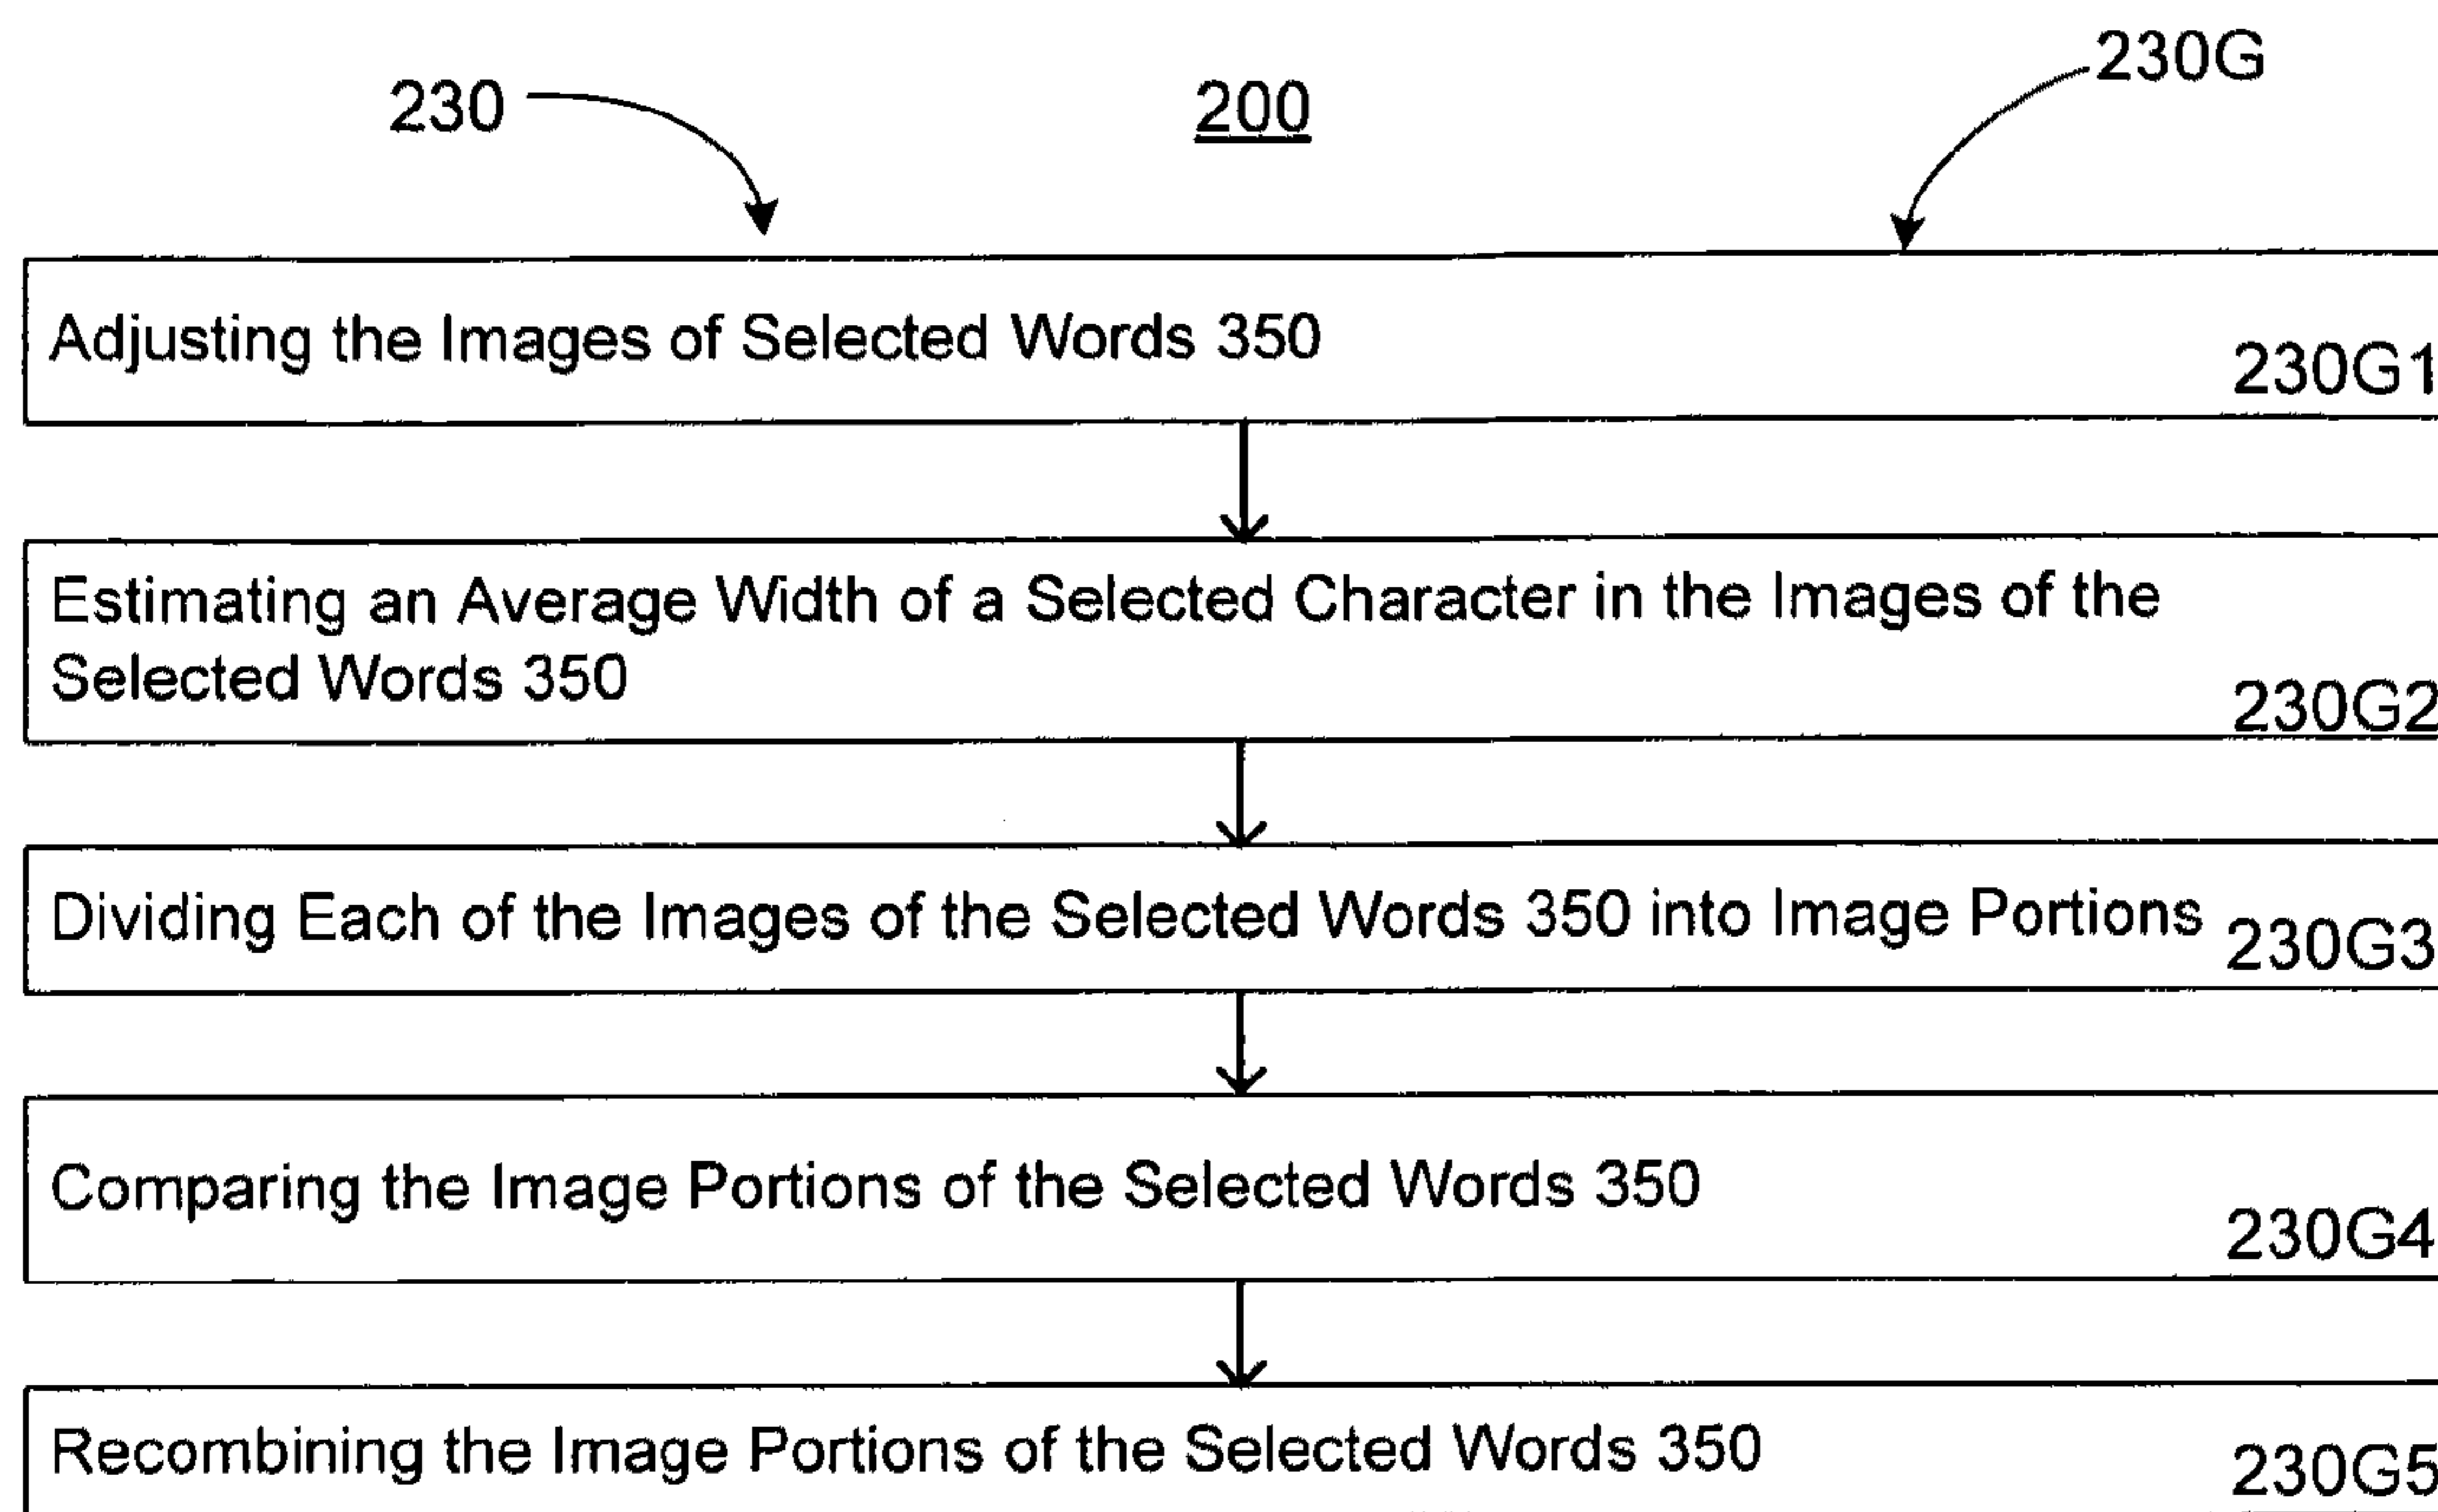 230G
230
200
Adjusting the Images of Selected Words 350
230G1
Estimating an Average Width of a Selected Character in the Images of the
Selected Words 350
230G2
Dividing Each of the Images of the Selected Words 350 into Image Portions
230G3
Comparing the Image Portions of the Selected Words 350
230G4
Recombining the Image Portions of the Selected Words 350
230G5